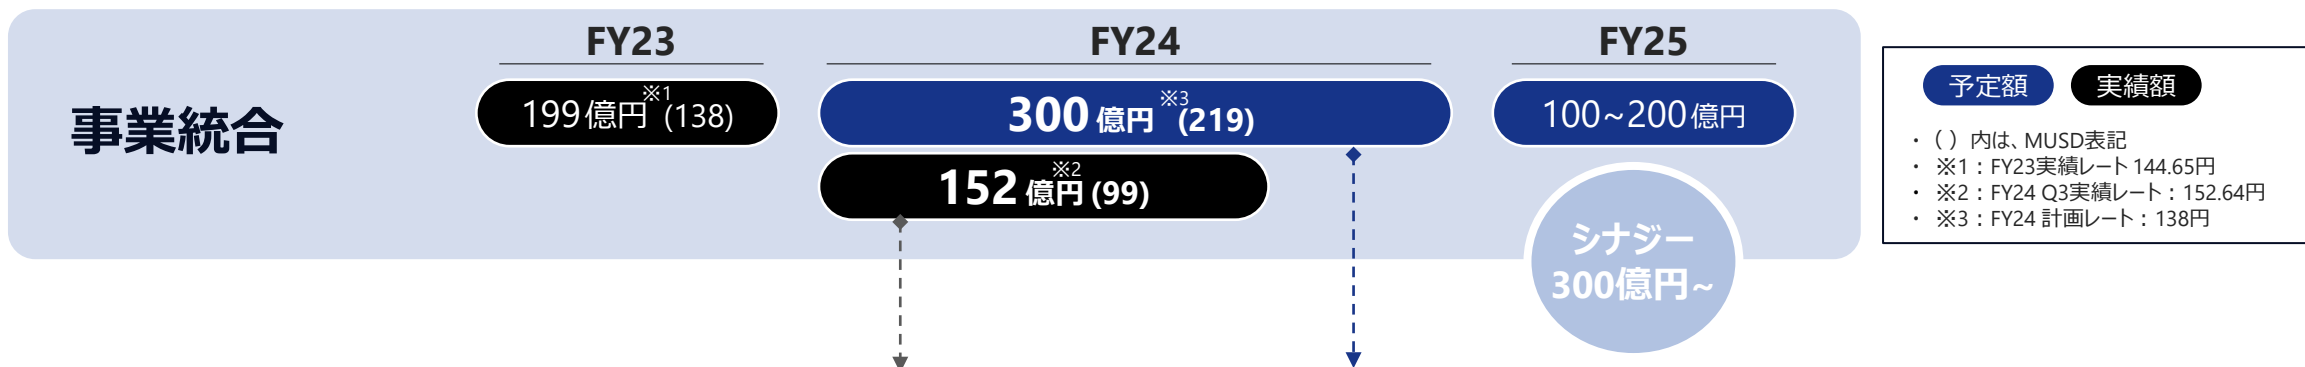 FY23
FY24
FY25
事業統合
199億円※1(138)
300億円※3(219)
100~200億円
152億円※2(99)
シナジー
300億円~
予定額
実績額
・ ( ) 内は、MUSD表記
・ ※1：FY23実績レート 144.65円
・ ※2：FY24 Q3実績レート：152.64円
・ ※3：FY24 計画レート：138円